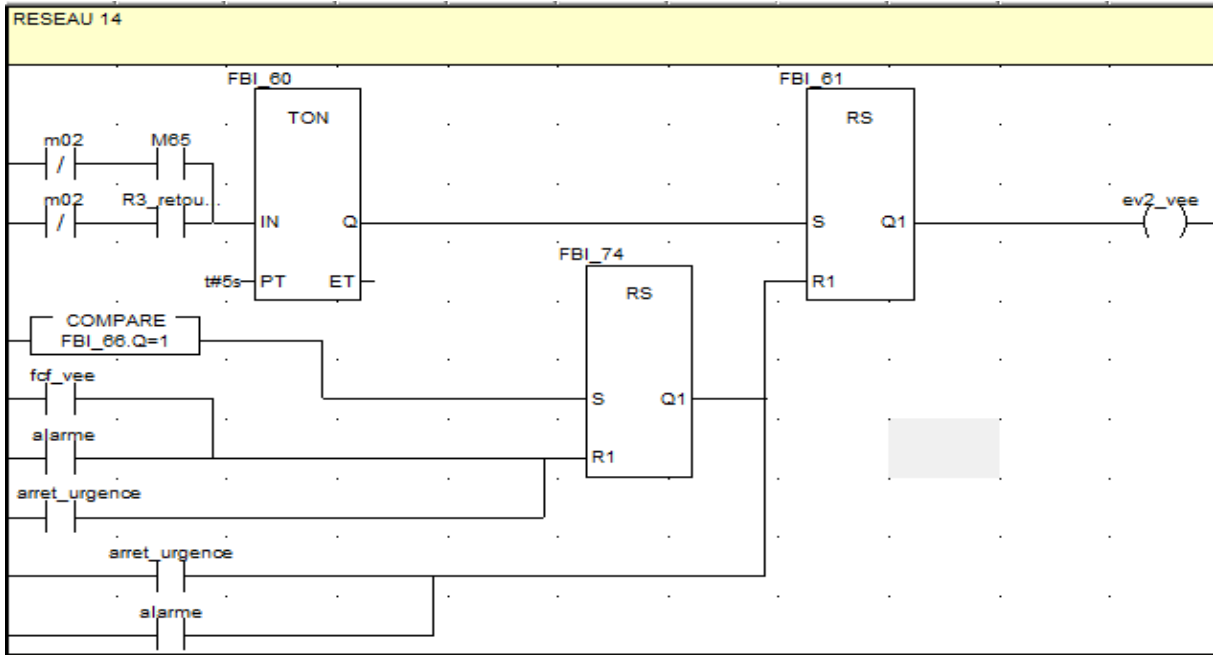 RESEAU 14
FBI_60
FBI_61
TON
RS
m02
M65
/
m02
R3_retou...
/
IN
Q
S
Q1
ev2_vee
FBI_74
t#5s
PT
ET
R1
RS
COMPARE
FBI_66.Q=1
fcf_vee
S
Q1
alarme
R1
arret_urgence
arret_urgence
alarme